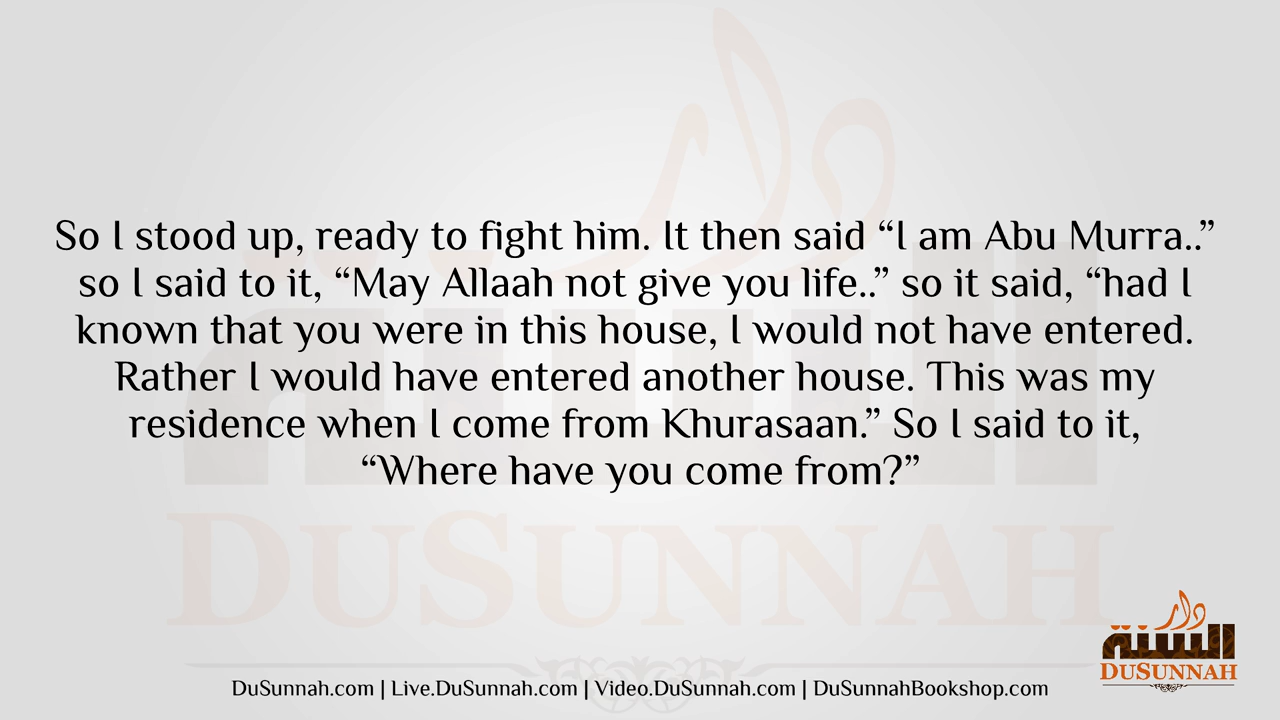 So I stood up, ready to fight him. It then said “I am Abu Murra..”
so I said to it, “May Allaah not give you life..” so it said, “had I
known that you were in this house, I would not have entered.
Rather I would have entered another house. This was my
residence when I come from Khurasaan.” So I said to it,
“Where have you come from?”
DUSUNNAH
دار
السنة
DUSUNNAH
DuSunnah.com | Live.DuSunnah.com | Video.DuSunnah.com | DuSunnahBookshop.com